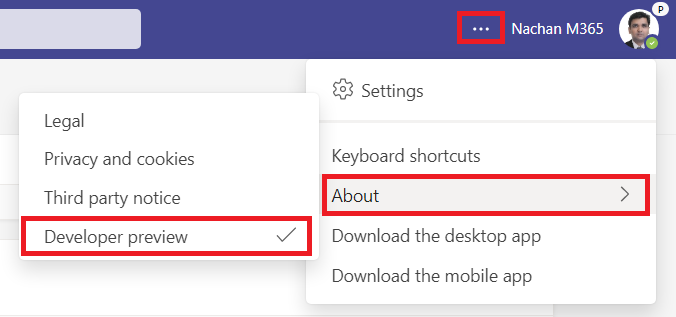 ... Nachan M365 P
Settings
Keyboard shortcuts
About
Download the desktop app
Download the mobile app
Legal
Privacy and cookies
Third party notice
Developer preview